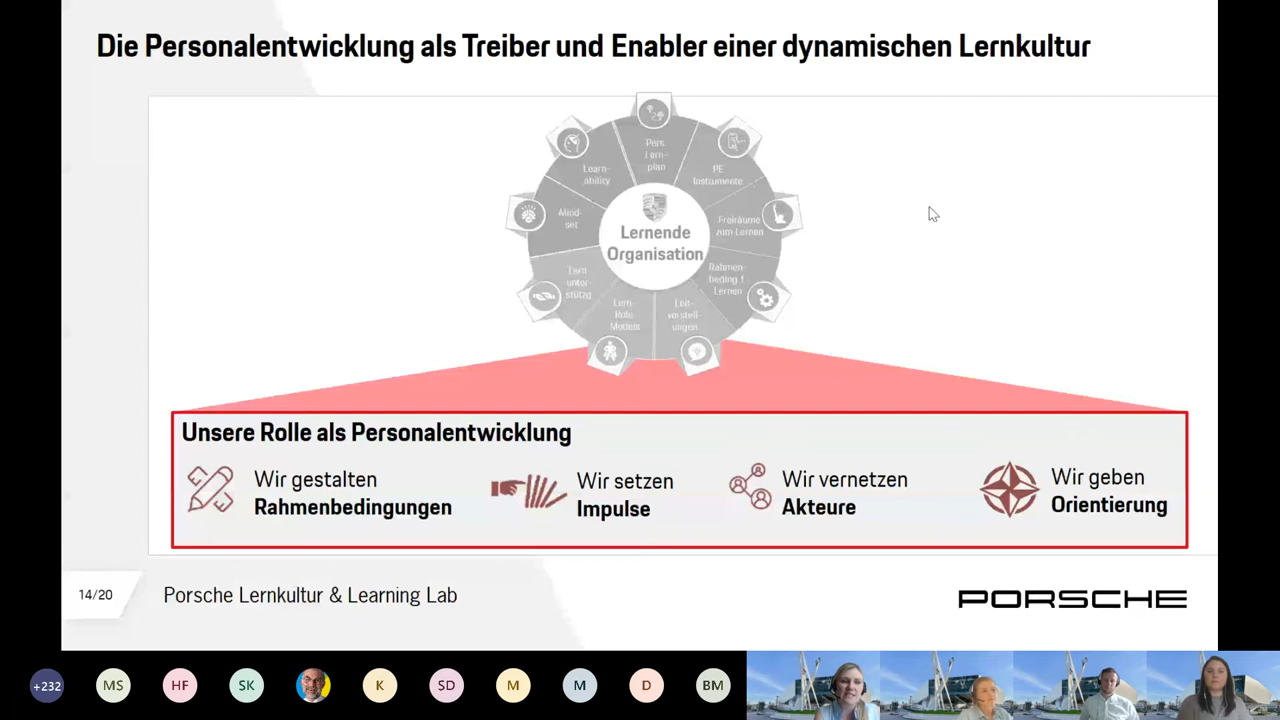 Die Personalentwicklung als Treiber und Enabler einer dynamischen Lernkultur
Pers.
Lern-
plan
PE
Instrumente
Freiräume
zum Lernen
Rahmen-
beding.f.
Lernen
Leit-
vorstell-
ungen
Lern-
Role
Models
Lern
unter-
stützg
Mind-
set
Learn-
ability
Lernende
Organisation
Unsere Rolle als Personalentwicklung
Wir gestalten
Rahmenbedingungen
Wir setzen
Impulse
Wir vernetzen
Akteure
Wir geben
Orientierung
14/20
Porsche Lernkultur & Learning Lab
PORSCHE
+232
MS
HF
SK
K
SD
M
M
D
BM